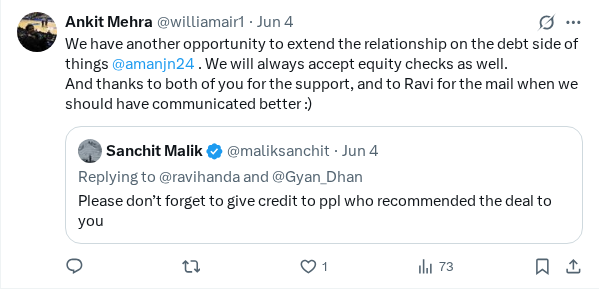 Ankit Mehra @williamair1 · Jun 4
We have another opportunity to extend the relationship on the debt side of
things @amanjn24 . We will always accept equity checks as well.
And thanks to both of you for the support, and to Ravi for the mail when we
should have communicated better :)
Sanchit Malik @maliksanchit · Jun 4
Replying to @ravihanda and @Gyan_Dhan
Please don’t forget to give credit to ppl who recommended the deal to
you
1
73